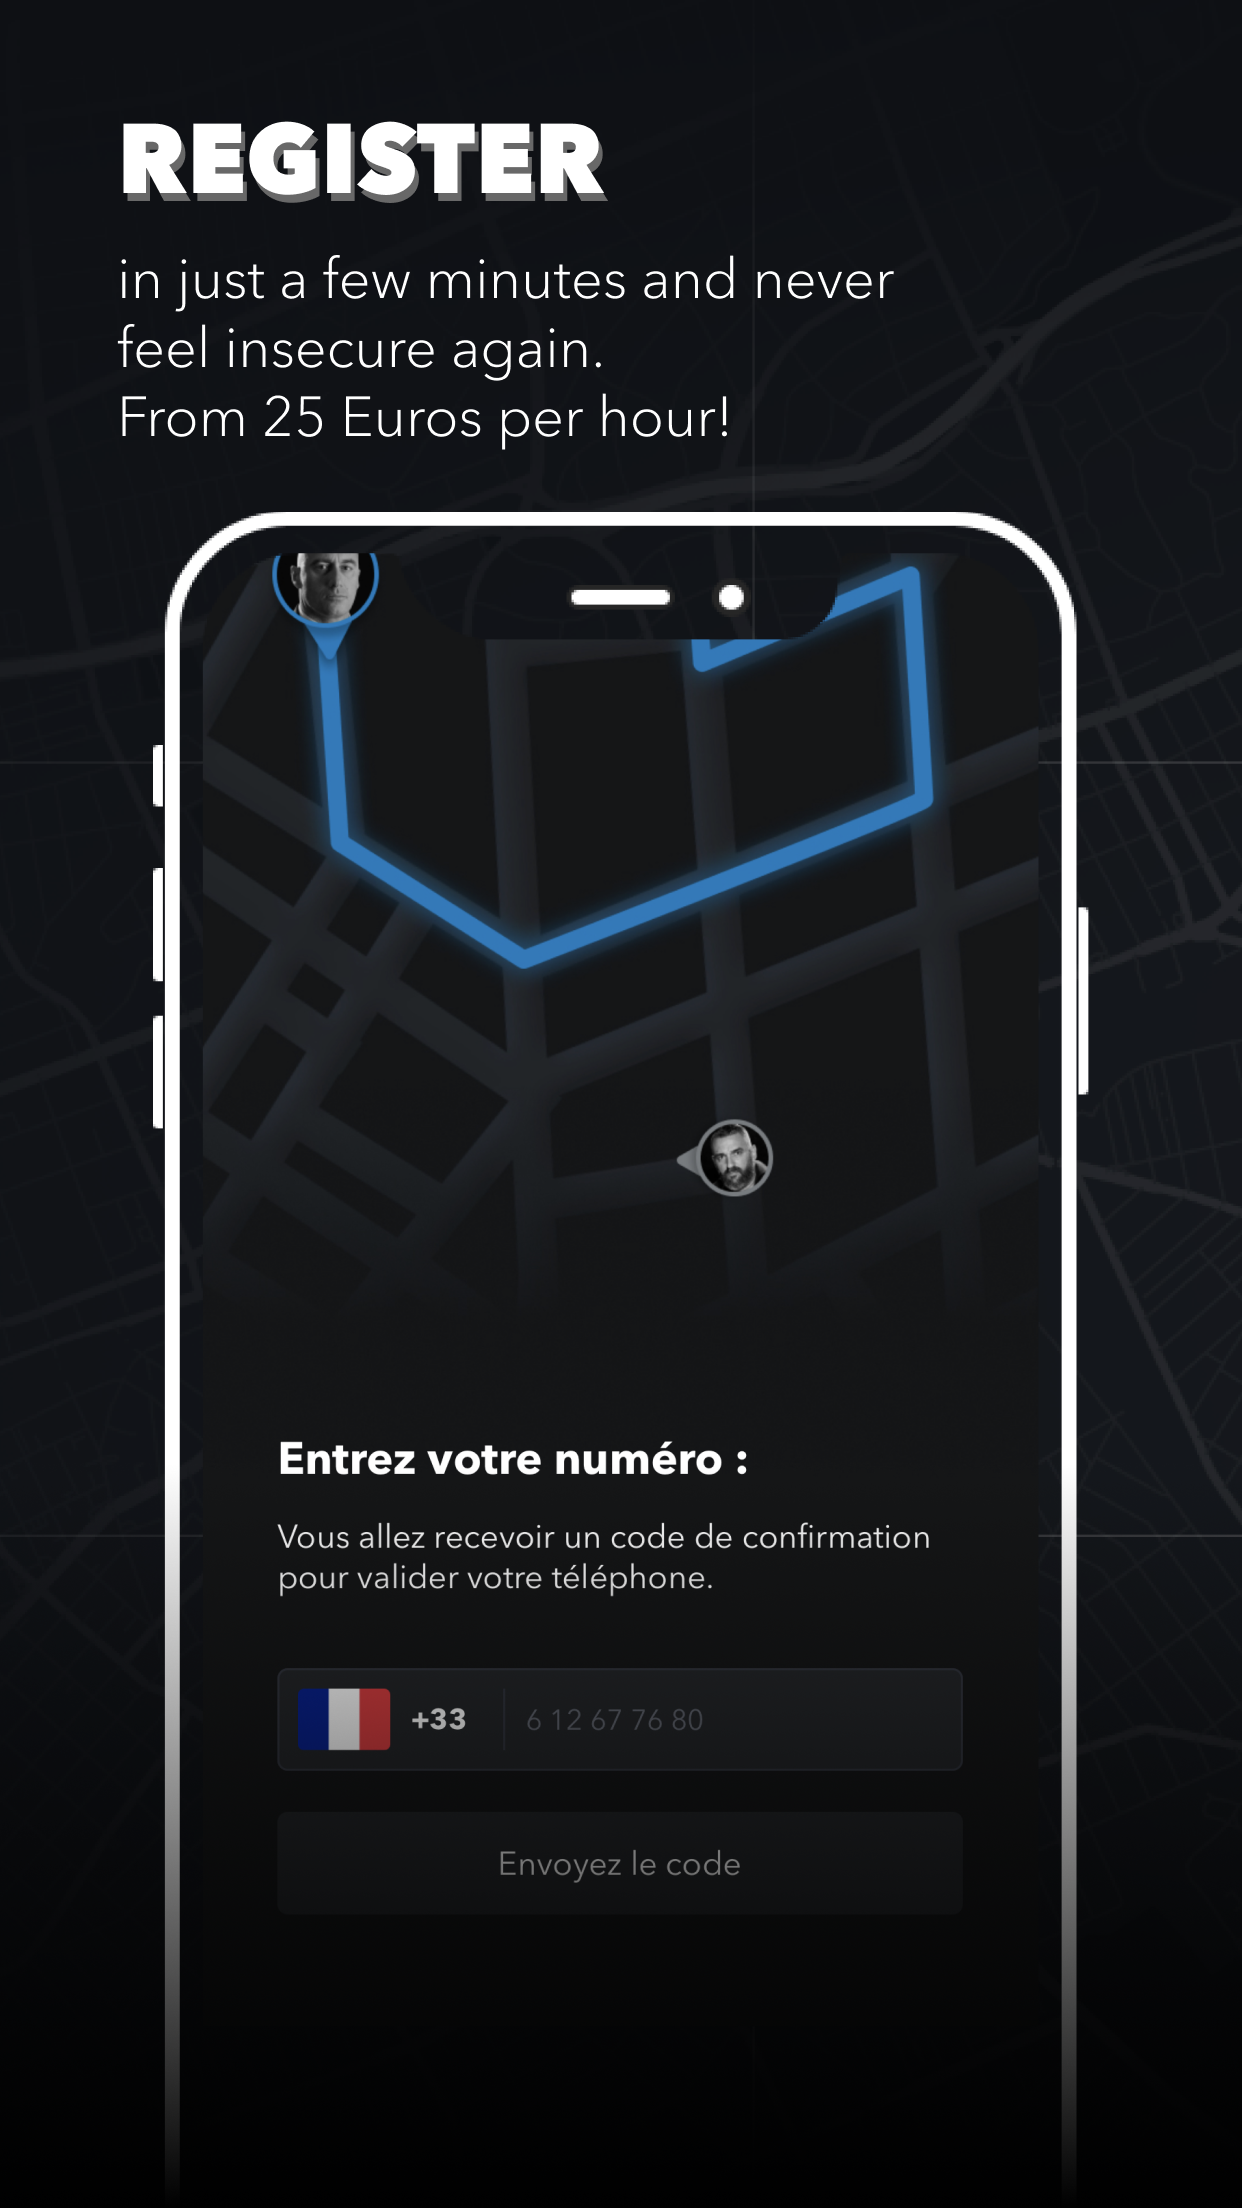 REGISTER
in just a few minutes and never
feel insecure again.
From 25 Euros per hour!
Entrez votre numéro :
Vous allez recevoir un code de confirmation
pour valider votre téléphone.
+33 6 12 67 76 80
Envoyez le code